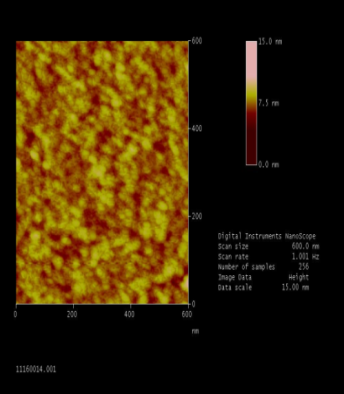 600
15.0 nm
7.5 nm
400
0.0 nm
200
Digital Instruments NanoScope
Scan size 600.0 nm
Scan rate 1.001 Hz
Number of samples 256
Image Data Height
Data scale 15.00 nm
0
0 200 400 600
nm
11160014.001